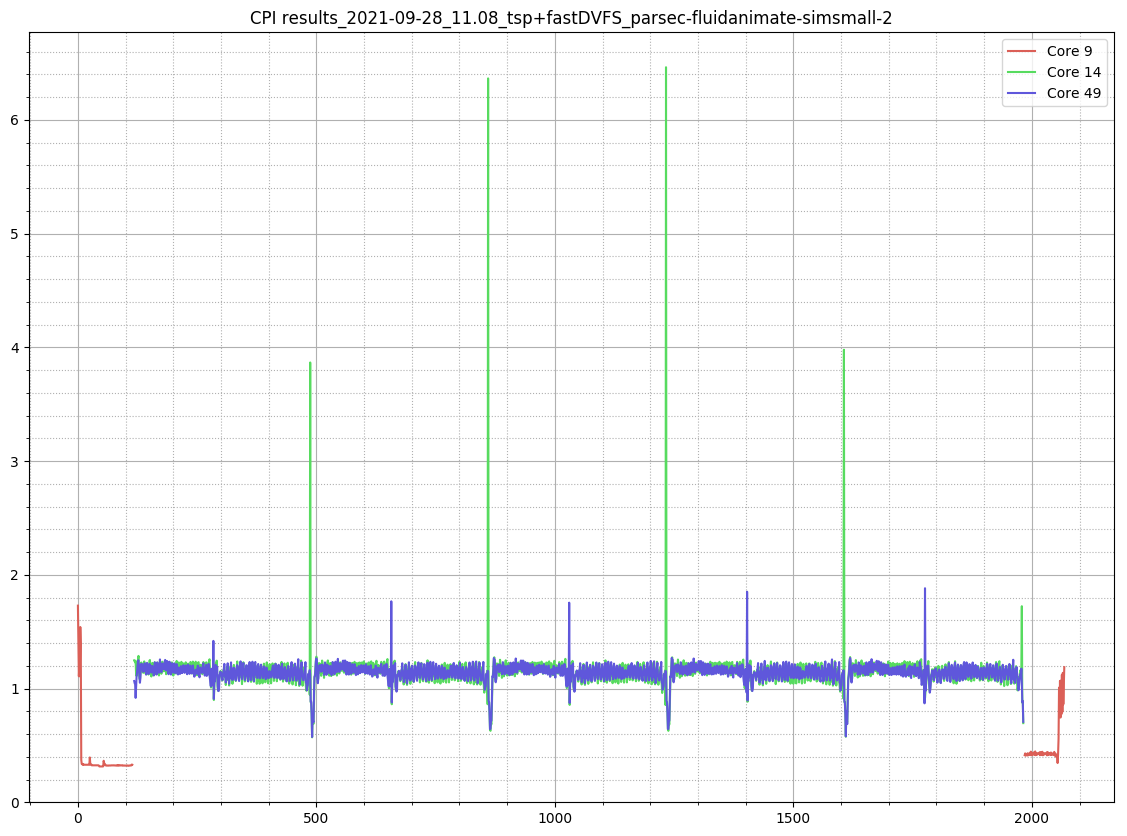 CPI results_2021-09-28_11.08_tsp+fastDVFS_parsec-fluidanimate-simsmall-2
Core 9
Core 14
Core 49
6
5
4
3
2
1
0
0 500 1000 1500 2000